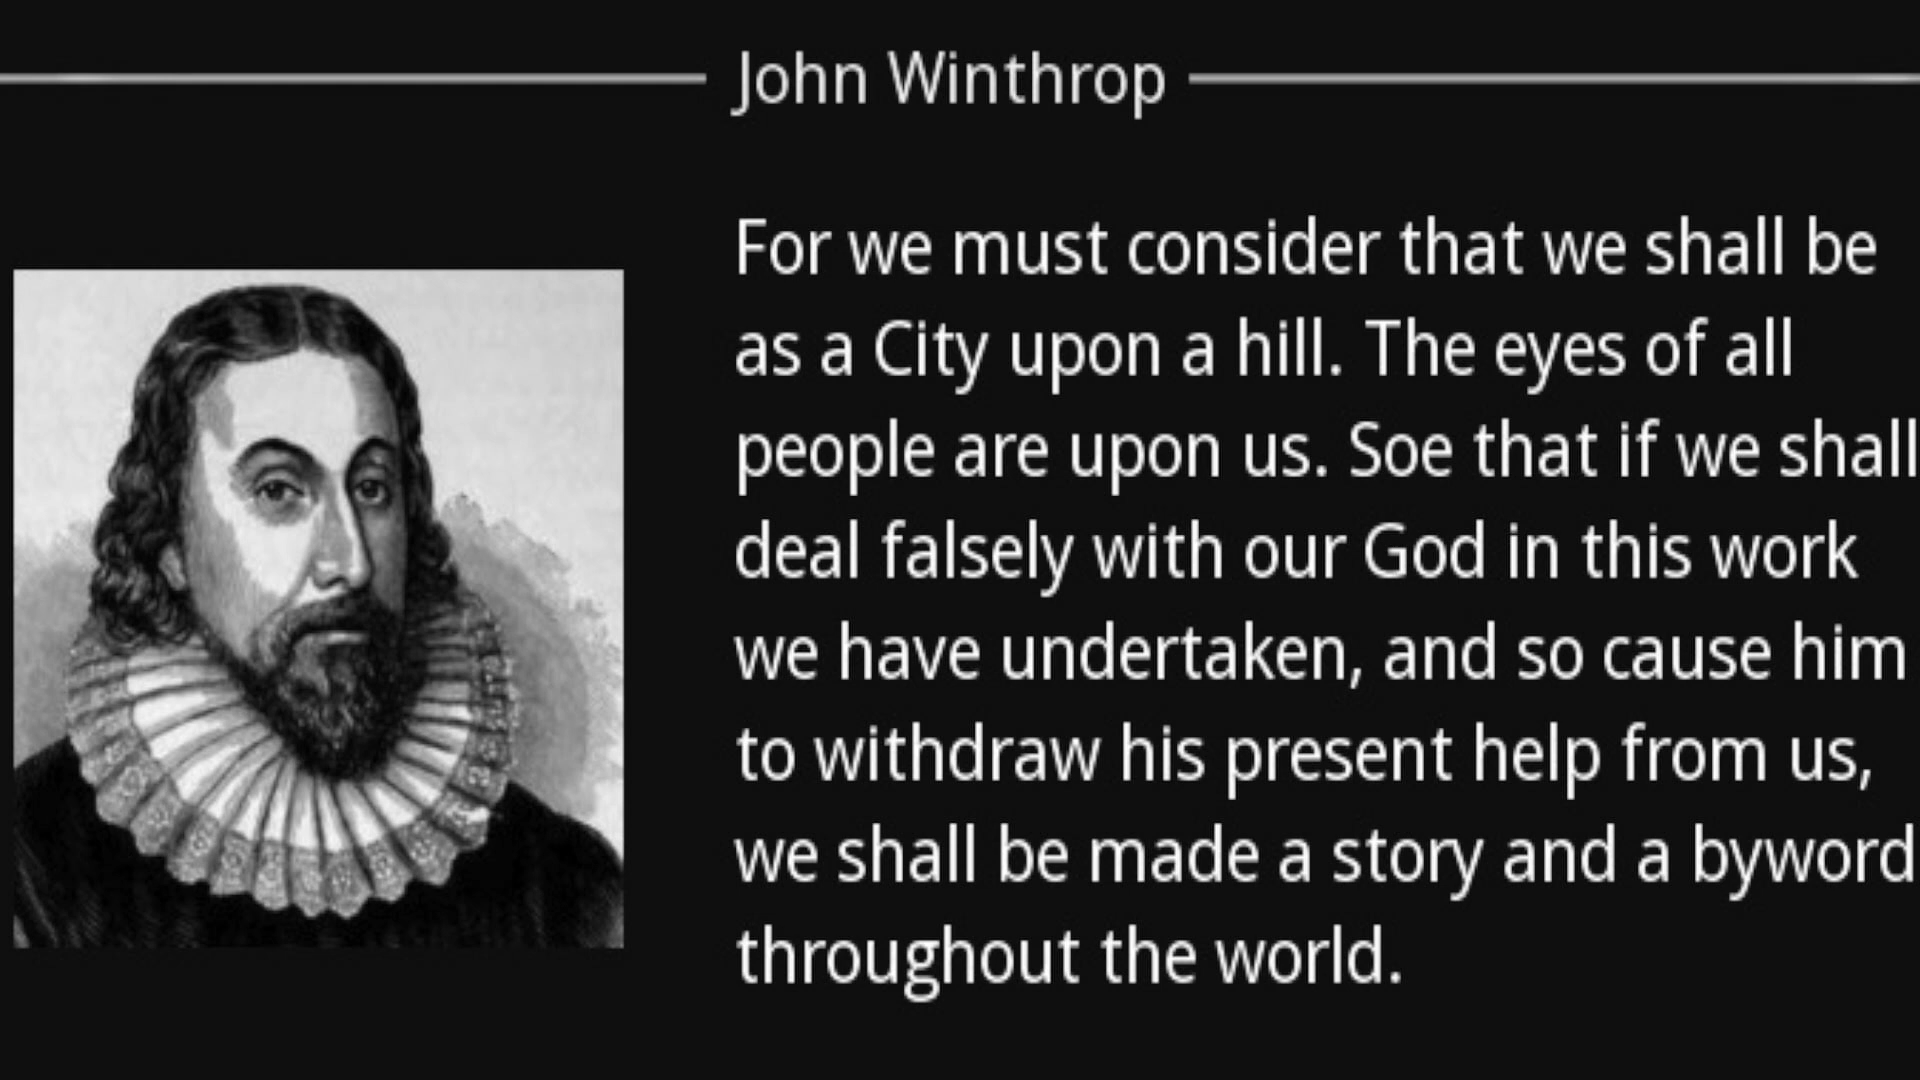 John Winthrop
For we must consider that we shall be
as a City upon a hill. The eyes of all
people are upon us. Soe that if we shall
deal falsely with our God in this work
we have undertaken, and so cause him
to withdraw his present help from us,
we shall be made a story and a byword
throughout the world.